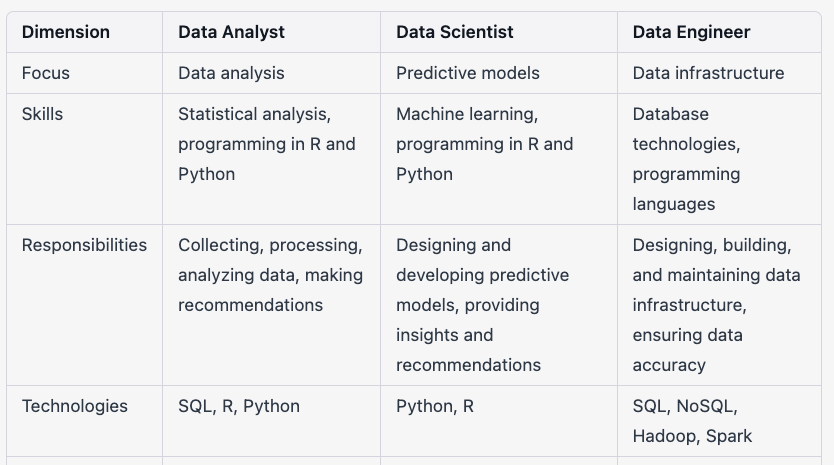 Dimension
Data Analyst
Data Scientist
Data Engineer
Focus
Data analysis
Predictive models
Data infrastructure
Skills
Statistical analysis,
programming in R and
Python
Machine learning,
programming in R and
Python
Database
technologies,
programming
languages
Responsibilities
Collecting, processing,
analyzing data, making
recommendations
Designing and
developing predictive
models, providing
insights and
recommendations
Designing, building,
and maintaining data
infrastructure,
ensuring data
accuracy
Technologies
SQL, R, Python
Python, R
SQL, NoSQL,
Hadoop, Spark